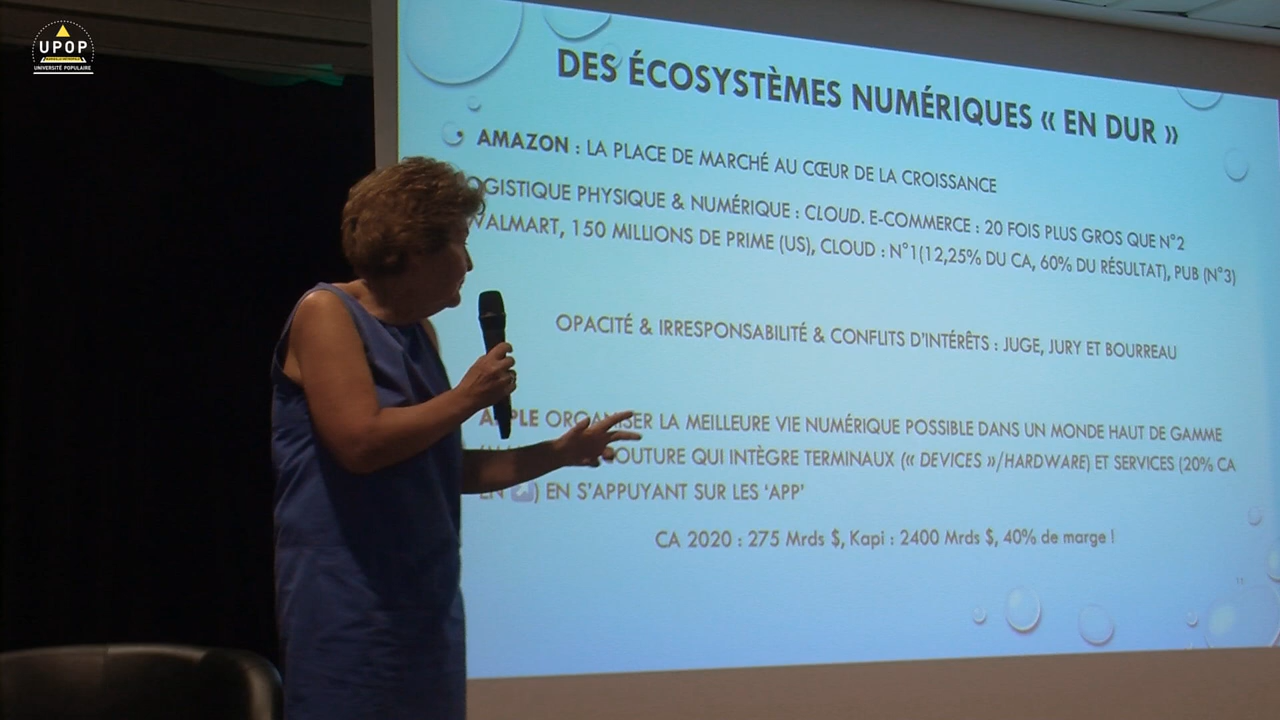 UPOP
UNIVERSITÉ POPULAIRE
DES ÉCOSYSTÈMES NUMÉRIQUES « EN DUR »
• AMAZON : LA PLACE DE MARCHÉ AU CŒUR DE LA CROISSANCE
OGISTIQUE PHYSIQUE & NUMÉRIQUE : CLOUD. E-COMMERCE : 20 FOIS PLUS GROS QUE N°2
WALMART, 150 MILLIONS DE PRIME (US), CLOUD : N°1(12,25% DU CA, 60% DU RÉSULTAT), PUB (N°3)
OPACITÉ & IRRESPONSABILITÉ & CONFLITS D'INTÉRÊTS : JUGE, JURY ET BOURREAU
APPLE ORGANISER LA MEILLEURE VIE NUMÉRIQUE POSSIBLE DANS UN MONDE HAUT DE GAMME
COUTURE QUI INTÈGRE TERMINAUX (« DEVICES »/HARDWARE) ET SERVICES (20% CA
EN ) EN S'APPUYANT SUR LES 'APP'
CA 2020 : 275 Mrds $, Kapi : 2400 Mrds $, 40% de marge !